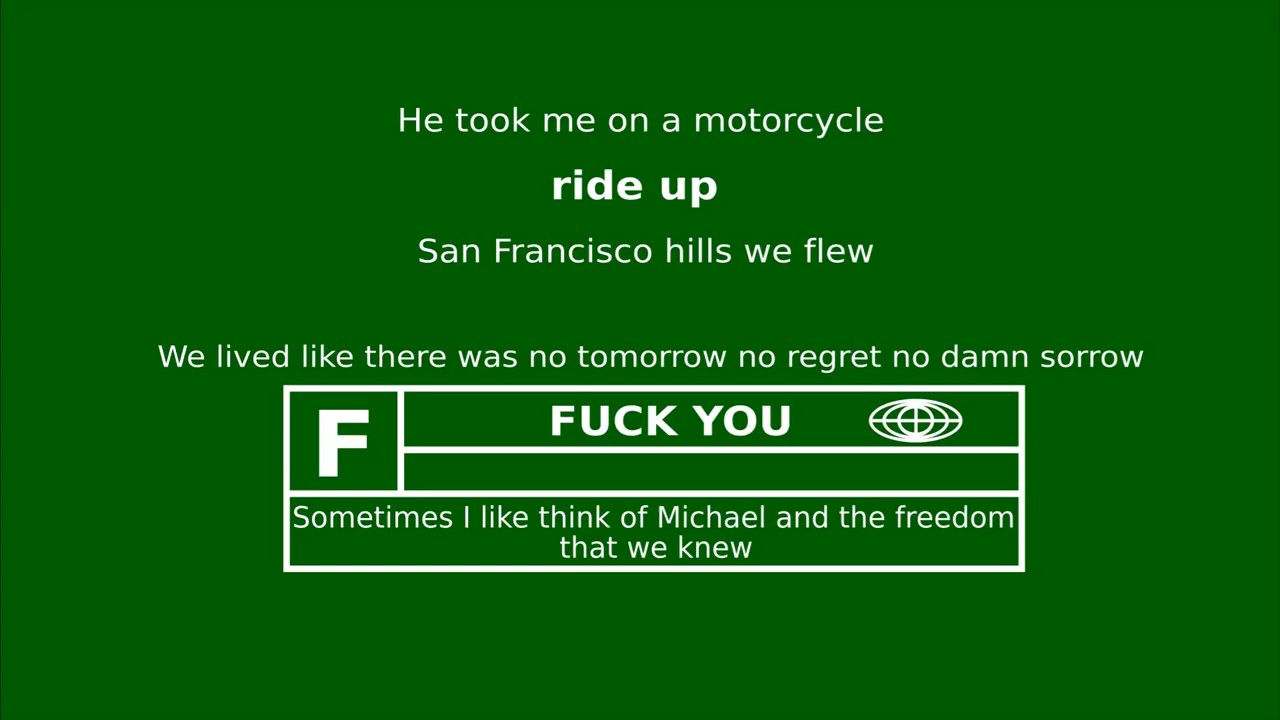 He took me on a motorcycle
ride up
San Francisco hills we flew
We lived like there was no tomorrow no regret no damn sorrow
F
FUCK YOU
Sometimes I like think of Michael and the freedom
that we knew